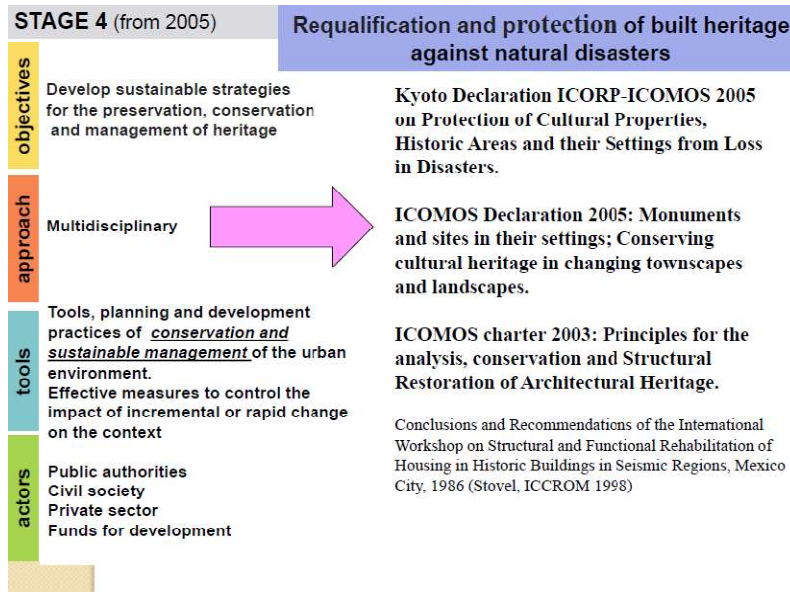 STAGE 4 (from 2005)
Requalification and protection of built heritage
against natural disasters
objectives
Develop sustainable strategies
for the preservation, conservation
and management of heritage
approach
Multidisciplinary
tools
Tools, planning and development
practices of conservation and
sustainable management of the urban
environment.
Effective measures to control the
impact of incremental or rapid change
on the context
actors
Public authorities
Civil society
Private sector
Funds for development
Kyoto Declaration ICORP-ICOMOS 2005
on Protection of Cultural Properties,
Historic Areas and their Settings from Loss
in Disasters.
ICOMOS Declaration 2005: Monuments
and sites in their settings; Conserving
cultural heritage in changing townscapes
and landscapes.
ICOMOS charter 2003: Principles for the
analysis, conservation and Structural
Restoration of Architectural Heritage.
Conclusions and Recommendations of the International
Workshop on Structural and Functional Rehabilitation of
Housing in Historic Buildings in Seismic Regions, Mexico
City, 1986 (Stovel, ICCROM 1998)